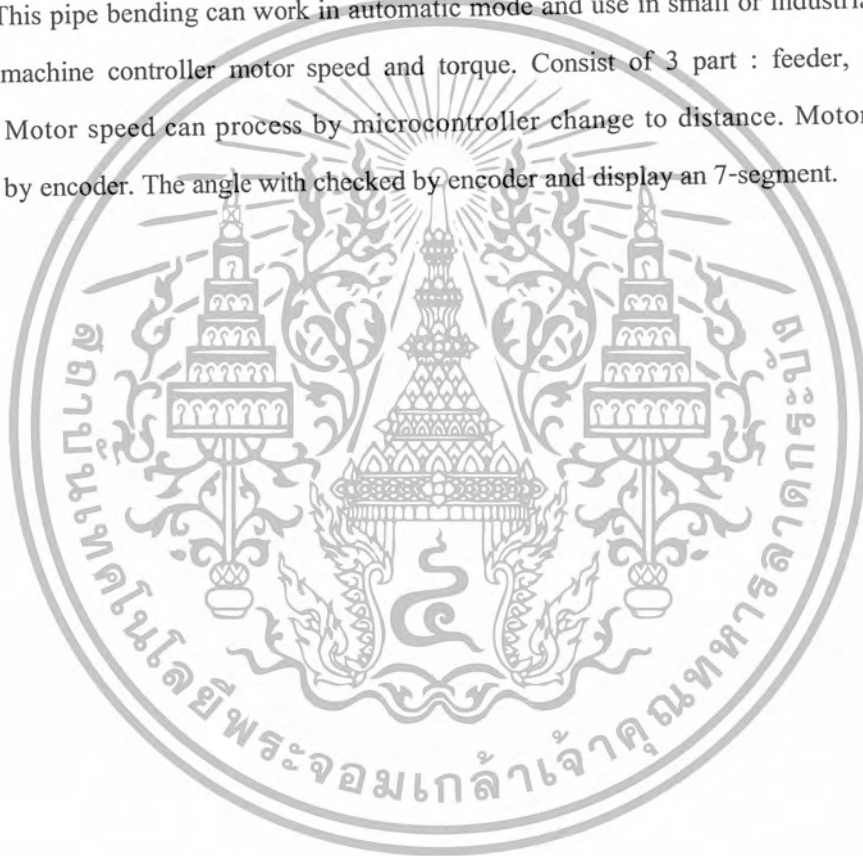 This pipe bending can work in automatic mode and use in small or industria
machine controller motor speed and torque. Consist of 3 part : feeder,
Motor speed can process by microcontroller change to distance. Motor
by encoder. The angle with checked by encoder and display an 7-segment.
สถาบันเทคโนโลยีพระจอมเกล้าเจ้าคุณทหารลาดกระบัง
๕